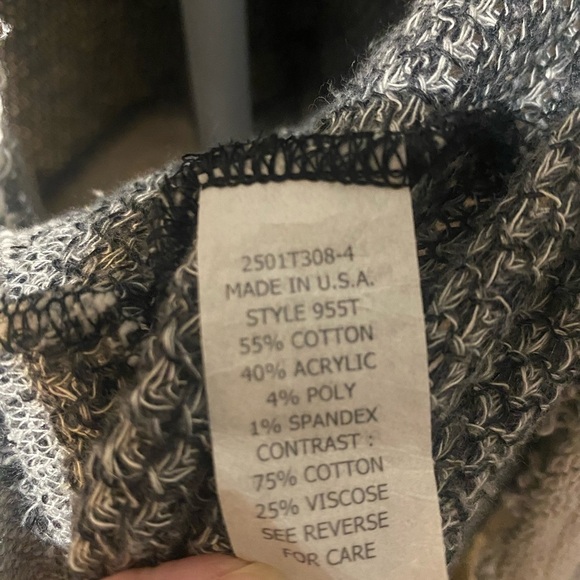 2501T308-4
MADE IN U.S.A.
STYLE 955T
55% COTTON
40% ACRYLIC
4% POLY
1% SPANDEX
CONTRAST :
75% COTTON
25% VISCOSE
SEE REVERSE
FOR CARE